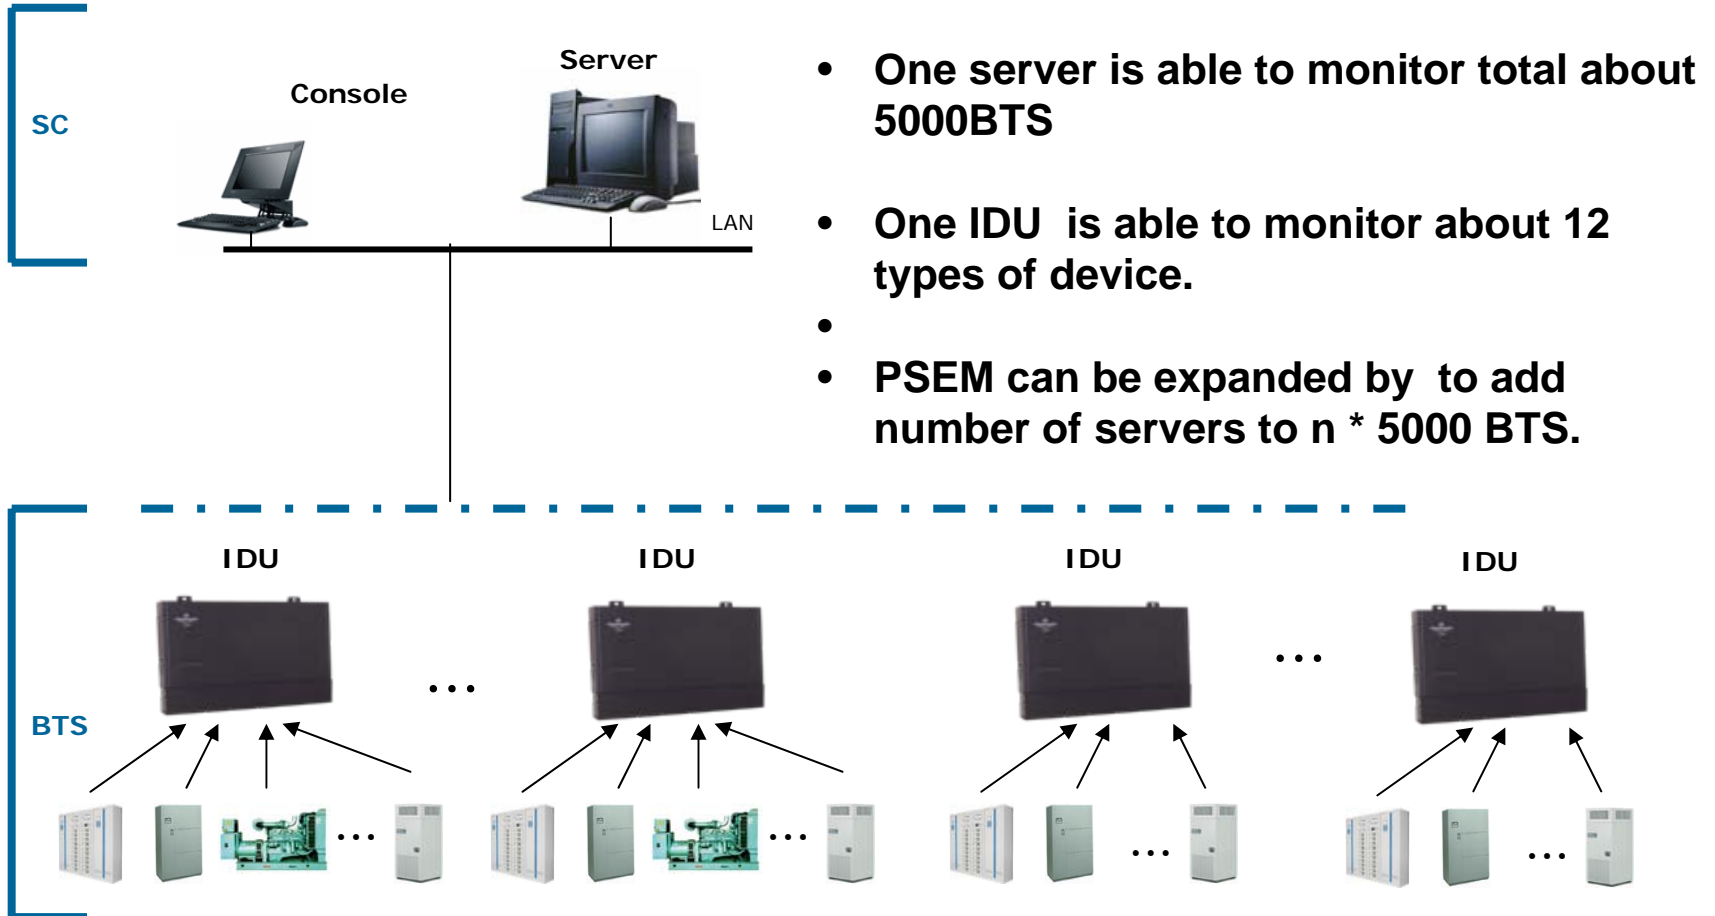 SC
Console
Server
LAN
• One server is able to monitor total about
5000BTS
• One IDU is able to monitor about 12
types of device.
•
• PSEM can be expanded by to add
number of servers to n * 5000 BTS.
BTS
IDU
IDU
IDU
IDU
...
...
...
...
...
...